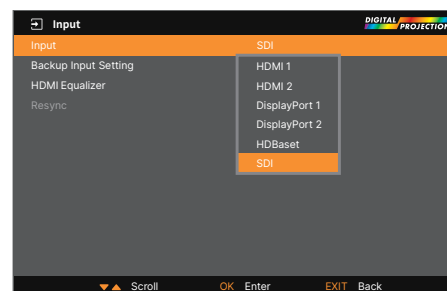 Input
DIGITAL
PROJECTION
Input SDI
Backup Input Setting HDMI 1
HDMI Equalizer HDMI 2
Resync DisplayPort 1
DisplayPort 2
HDBaset
SDI
Scroll OK Enter EXIT Back